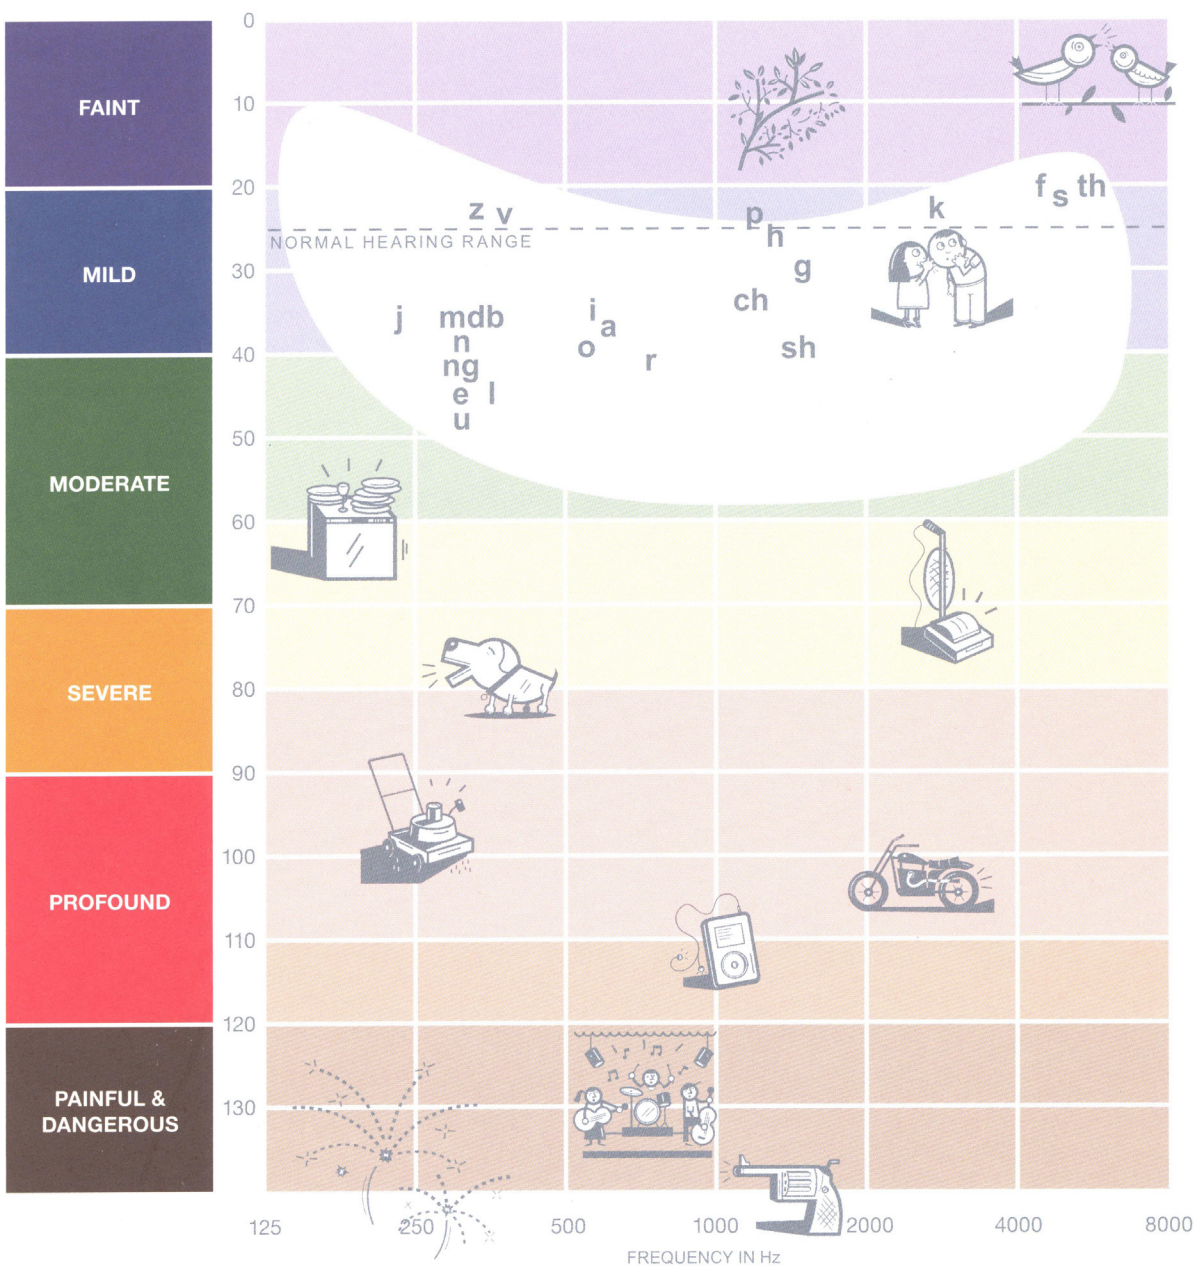 0
FAINT
10
20
f s th
z v
p
k
h
NORMAL HEARING RANGE
g
MILD
30
ch
i
j
mdb
a
n
o
sh
r
40
ng
e l
u
50
MODERATE
60
70
SEVERE
80
90
100
PROFOUND
110
120
PAINFUL &
DANGEROUS
130
125 250 500 1000 2000 4000 8000
FREQUENCY IN Hz